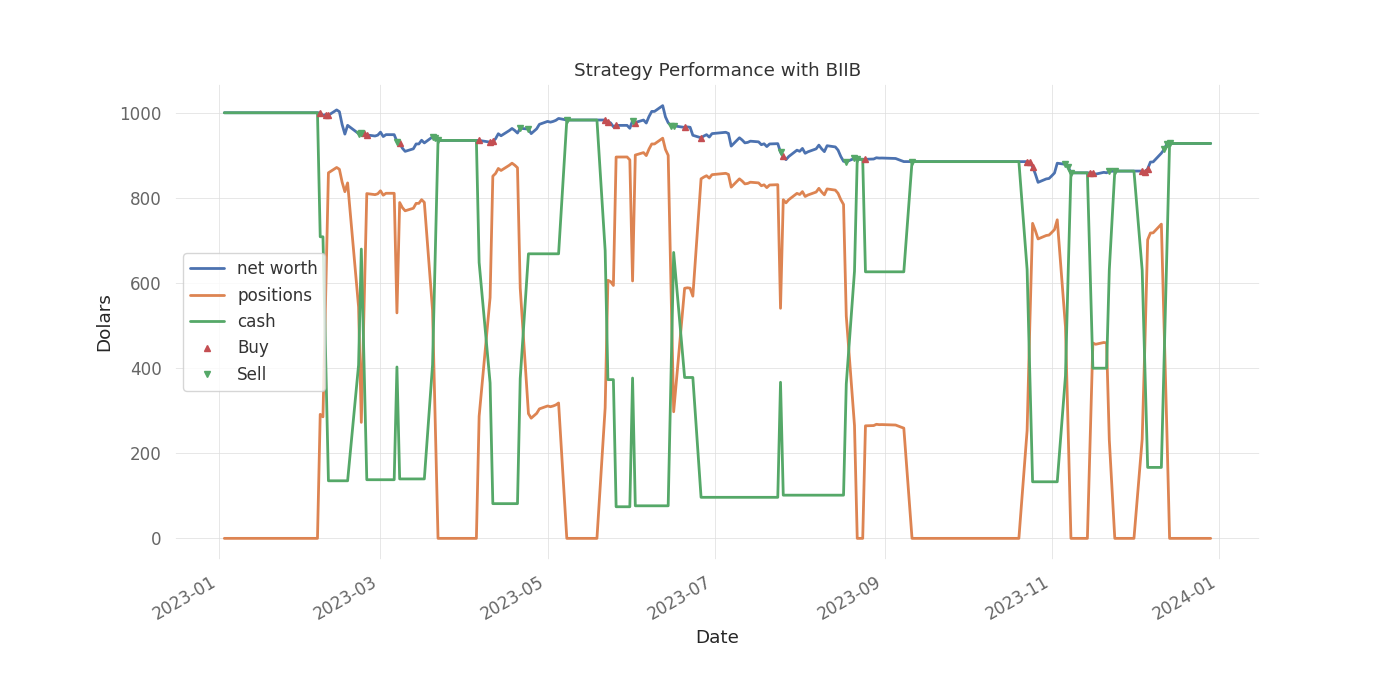 Strategy Performance with BIIB
1000
800
600
400
200
0
Dolars
net worth
positions
cash
Buy
Sell
2023-01
2023-03
2023-05
2023-07
2023-09
2023-11
2024-01
Date